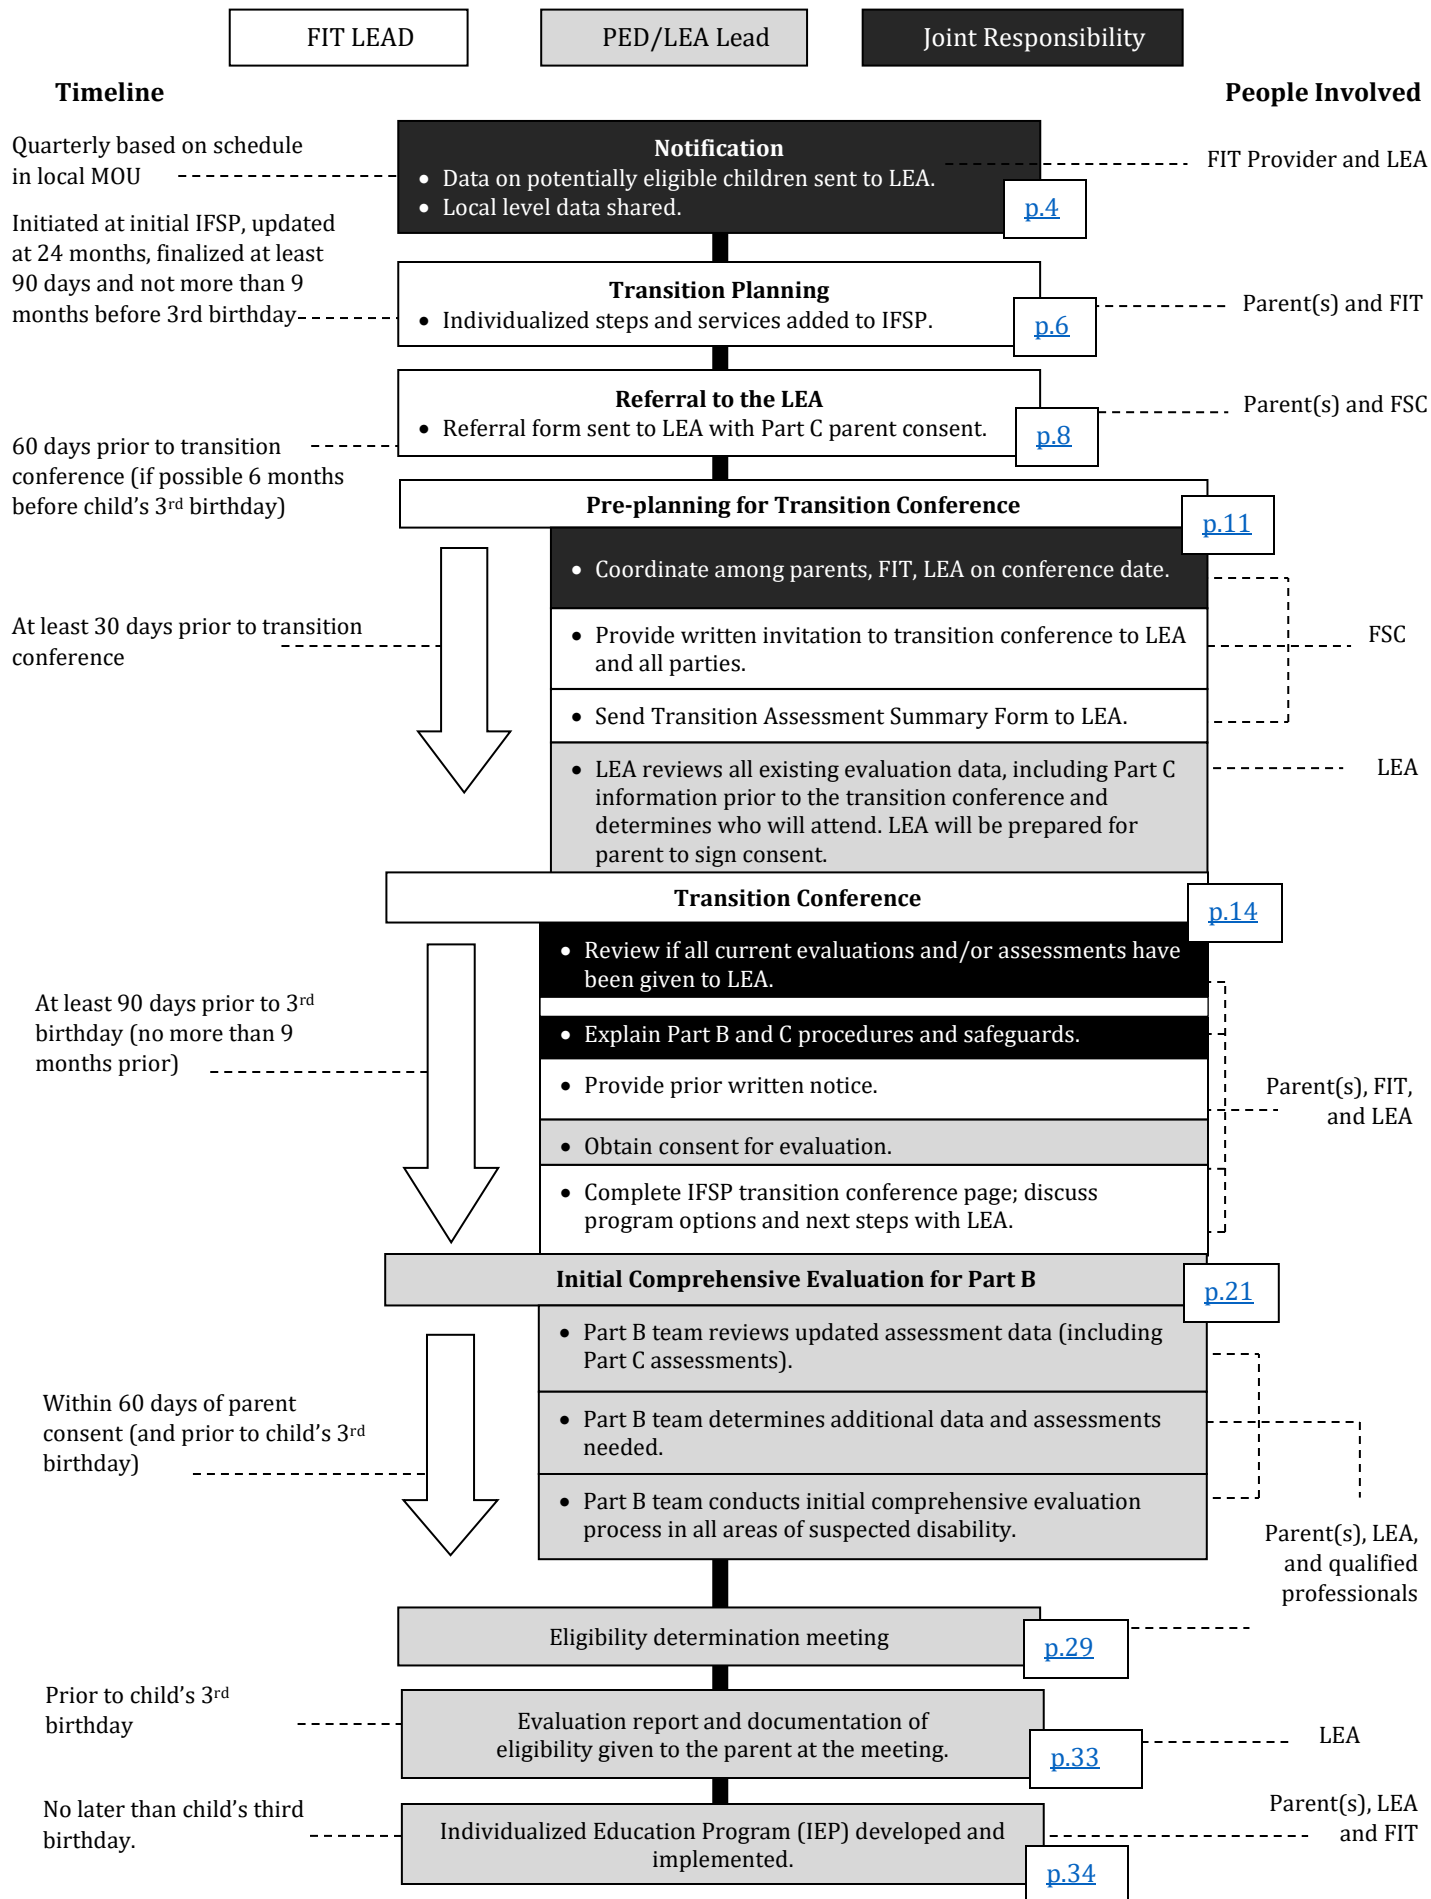 FIT LEAD
PED/LEA Lead
Joint Responsibility
Timeline
People Involved
Quarterly based on schedule
in local MOU
Notification
• Data on potentially eligible children sent to LEA.
• Local level data shared.
p.4
FIT Provider and LEA
Initiated at initial IFSP, updated
at 24 months, finalized at least
90 days and not more than 9
months before 3rd birthday
Transition Planning
• Individualized steps and services added to IFSP.
p.6
Parent(s) and FIT
Referral to the LEA
• Referral form sent to LEA with Part C parent consent.
p.8
Parent(s) and FSC
60 days prior to transition
conference (if possible 6 months
before child's 3rd birthday)
Pre-planning for Transition Conference
p.11
• Coordinate among parents, FIT, LEA on conference date.
At least 30 days prior to transition
conference
• Provide written invitation to transition conference to LEA
and all parties.
FSC
• Send Transition Assessment Summary Form to LEA.
• LEA reviews all existing evaluation data, including Part C
information prior to the transition conference and
determines who will attend. LEA will be prepared for
parent to sign consent.
LEA
Transition Conference
p.14
• Review if all current evaluations and/or assessments have
been given to LEA.
At least 90 days prior to 3rd
birthday (no more than 9
months prior)
• Explain Part B and C procedures and safeguards.
• Provide prior written notice.
Parent(s), FIT,
and LEA
• Obtain consent for evaluation.
• Complete IFSP transition conference page; discuss
program options and next steps with LEA.
Initial Comprehensive Evaluation for Part B
p.21
• Part B team reviews updated assessment data (including
Part C assessments).
Within 60 days of parent
consent (and prior to child's 3rd
birthday)
• Part B team determines additional data and assessments
needed.
• Part B team conducts initial comprehensive evaluation
process in all areas of suspected disability.
Parent(s), LEA,
and qualified
professionals
Eligibility determination meeting
p.29
Prior to child's 3rd
birthday
Evaluation report and documentation of
eligibility given to the parent at the meeting.
p.33
LEA
No later than child's third
birthday.
Individualized Education Program (IEP) developed and
implemented.
p.34
Parent(s), LEA
and FIT